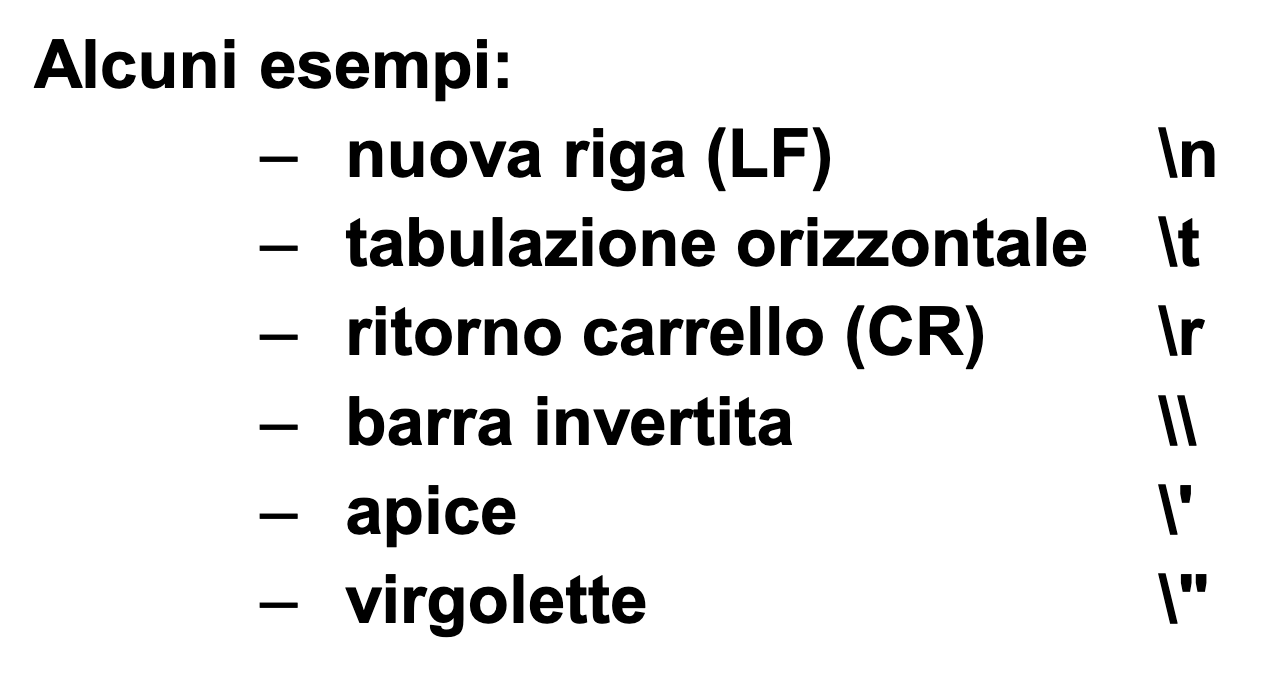 Alcuni esempi:
– nuova riga (LF) \n
– tabulazione orizzontale \t
– ritorno carrello (CR) \r
– barra invertita \\
– apice \'
– virgolette \"